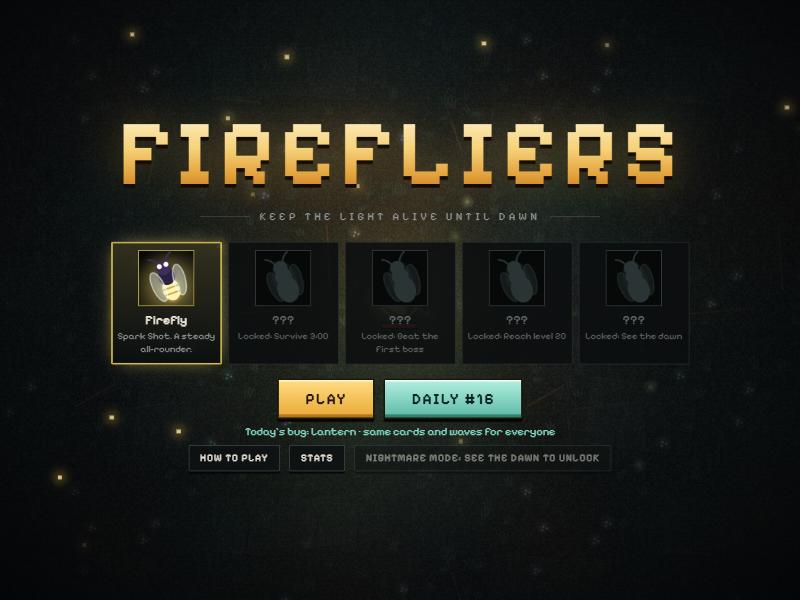 FIREFLIERS
KEEP THE LIGHT ALIVE UNTIL DAWN
Firefly
Spark Shot. A steady
all-rounder.
???
Locked: Survive 3:00
???
Locked: Beat the
first boss
???
Locked: Reach level 20
???
Locked: See the dawn
PLAY
DAILY #16
Today's bug: Lantern · same cards and waves for everyone
HOW TO PLAY
STATS
NIGHTMARE MODE: SEE THE DAWN TO UNLOCK